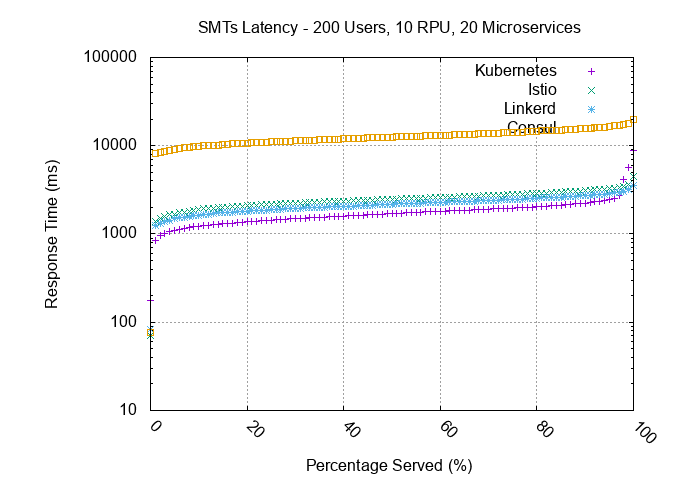 SMTs Latency - 200 Users, 10 RPU, 20 Microservices
100000
10000
1000
100
10
Response Time (ms)
Kubernetes
Istio
Linkerd
Consul
0
20
40
60
80
100
Percentage Served (%)